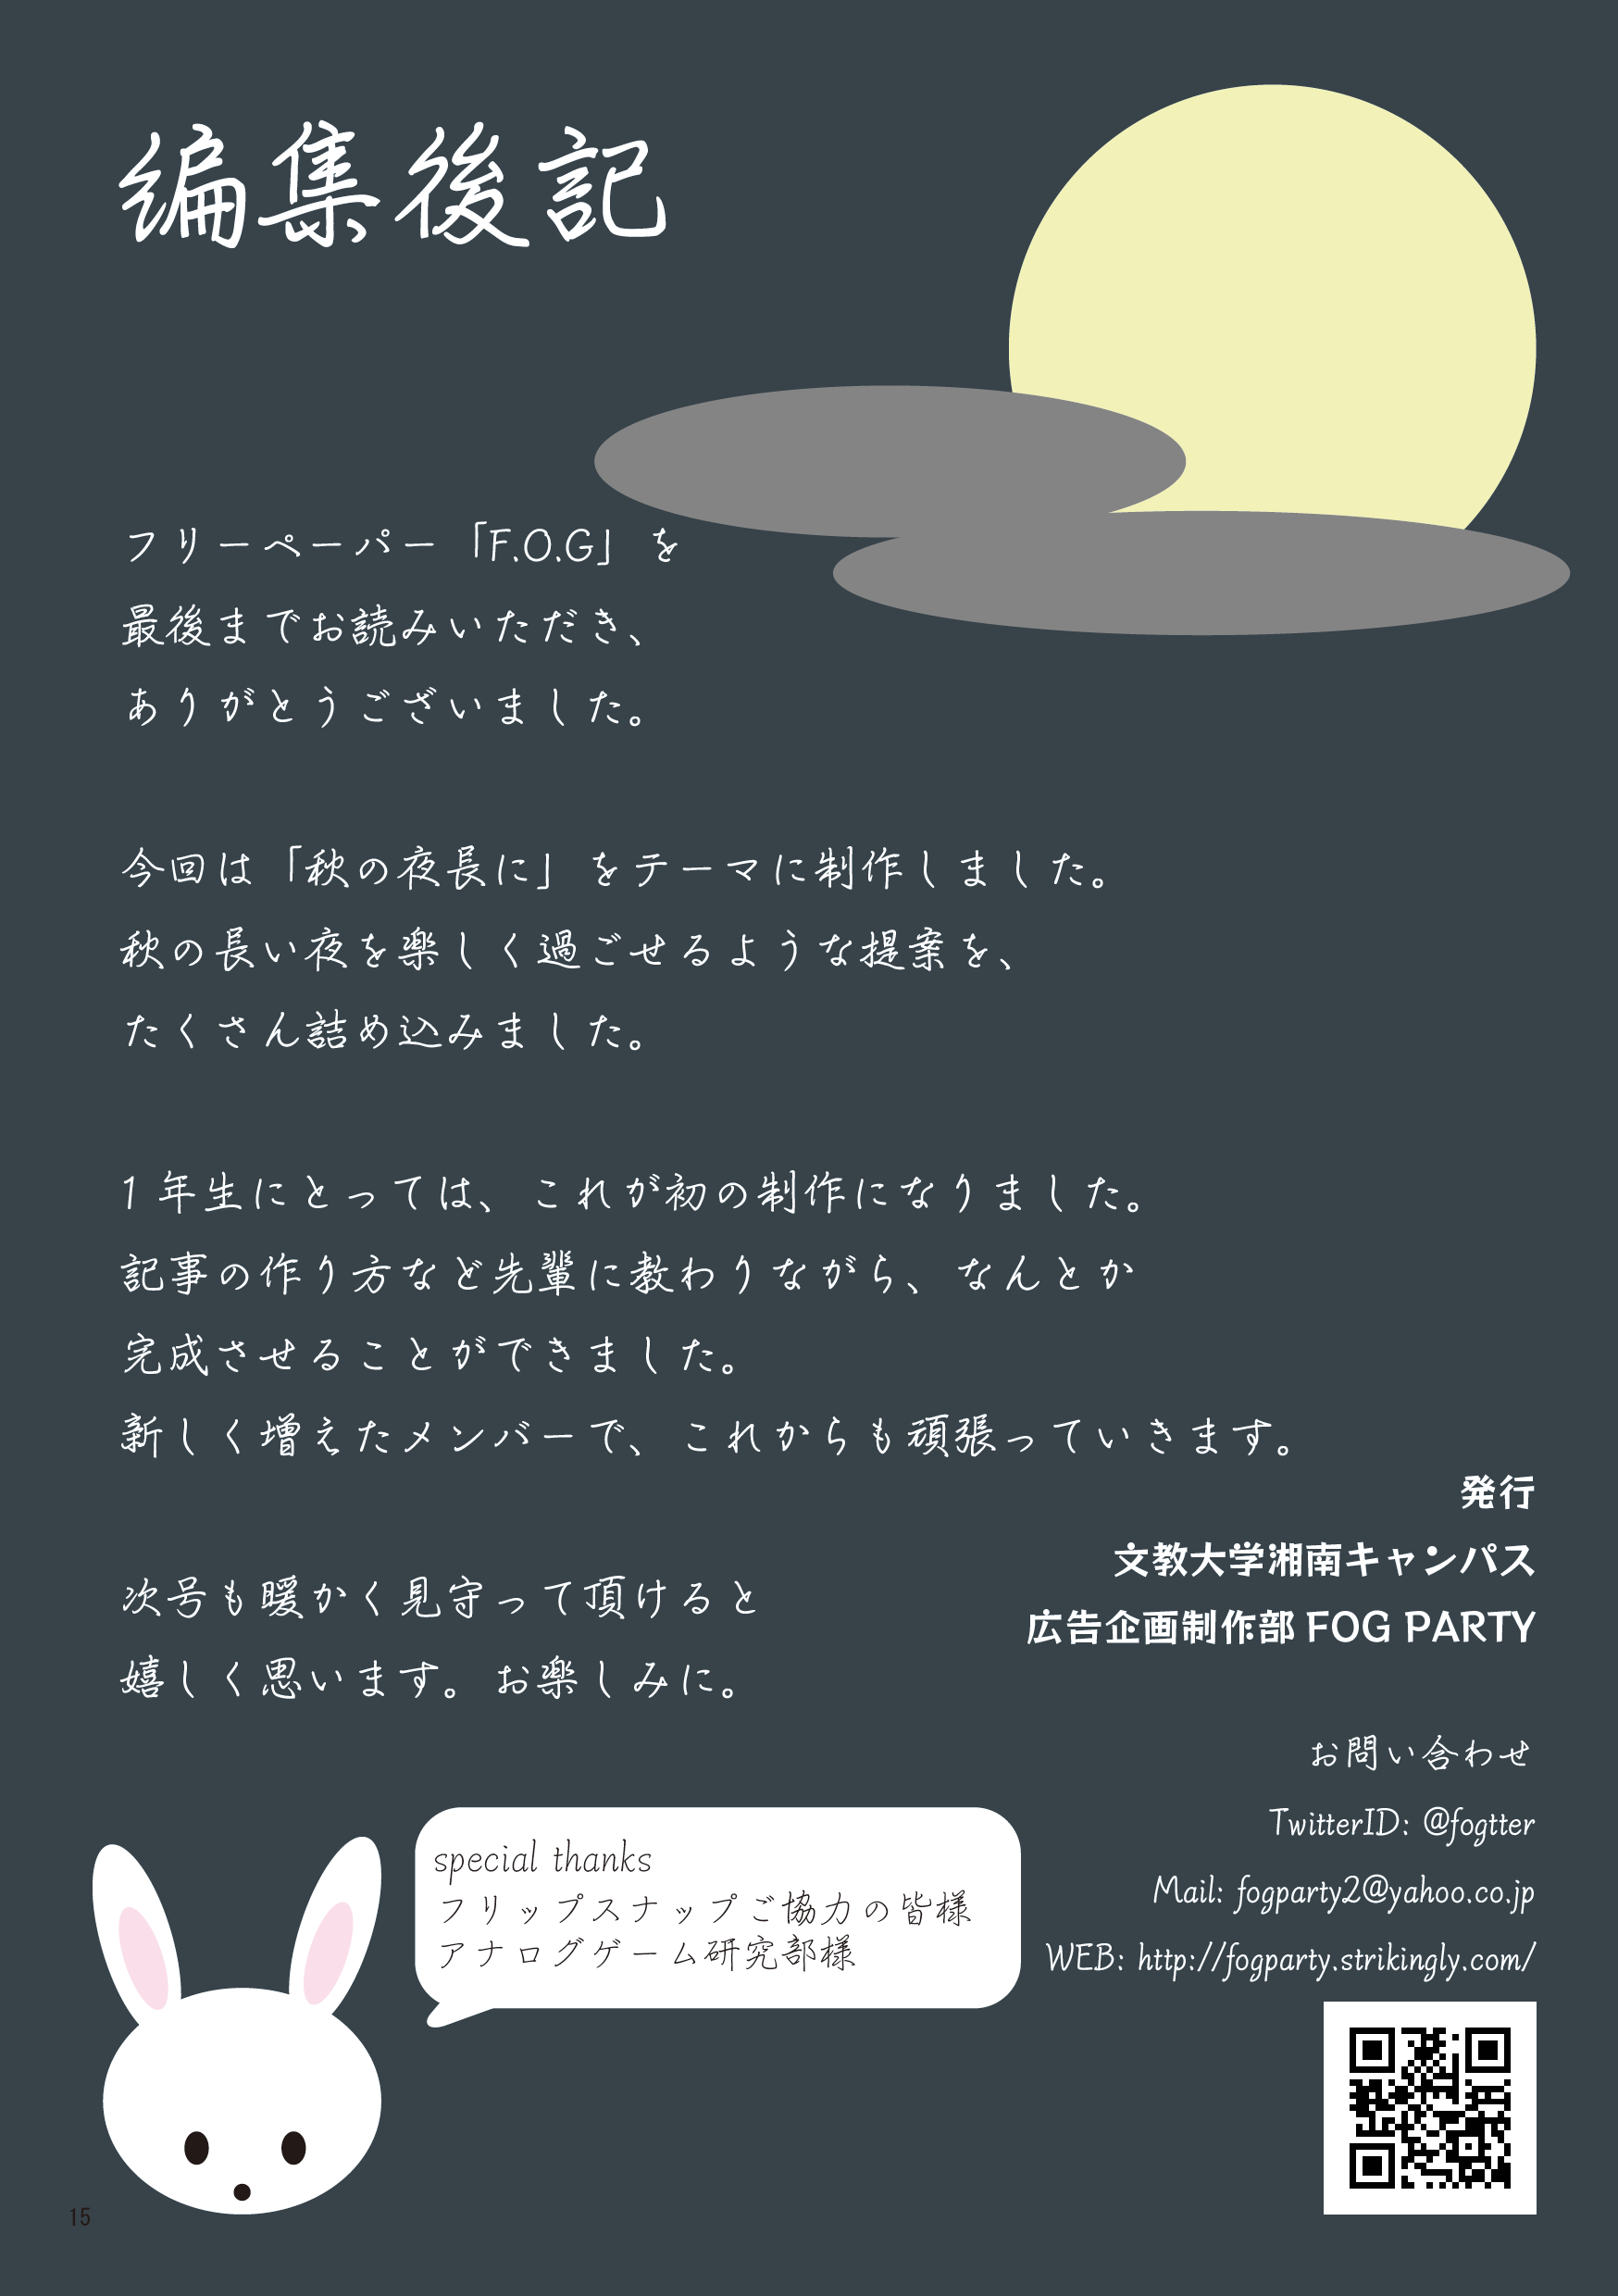 編集後記
フリーペーパー「F.O.G」を
最後までお読みいただき、
ありがとうございました。
今回は「秋の夜長に」をテーマに制作しました。
秋の長い夜を楽しく過ごせるような提案を、
たくさん詰め込みました。
1年生にとっては、これが初の制作になりました。
記事の作り方など先輩に教わりながら、なんとか
完成させることができました。
新しく増えたメンバーで、これからも頑張っていきます。
次号も暖かく見守って頂けると
嬉しく思います。お楽しみに。
発行
文教大学湘南キャンパス
広告企画制作部 FOG PARTY
お問い合わせ
TwitterID: @fogtter
Mail: fogparty2@yahoo.co.jp
WEB: http://fogparty.strikingly.com/
special thanks
フリップスナップご協力の皆様
アナログゲーム研究部様
15